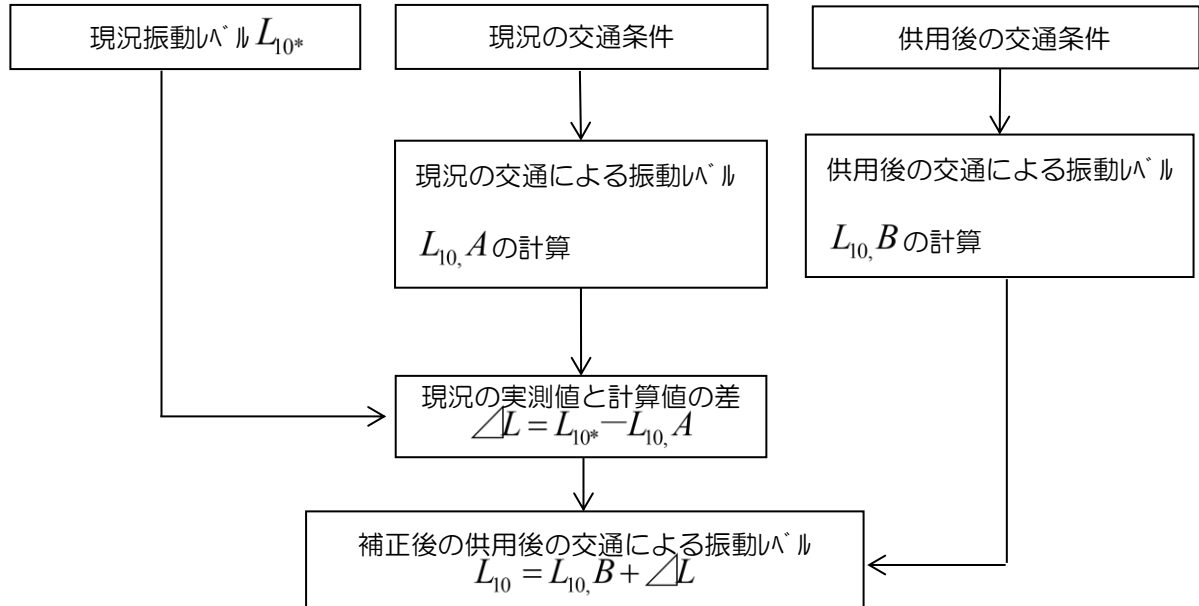 現況振動ﾚﾍﾞﾙ L10*
現況の交通条件
供用後の交通条件
現況の交通による振動ﾚﾍﾞﾙ
L10, A の計算
供用後の交通による振動ﾚﾍﾞﾙ
L10, B の計算
現況の実測値と計算値の差
⊿L = L10* − L10, A
補正後の供用後の交通による振動ﾚﾍﾞﾙ
L10 = L10, B + ⊿L